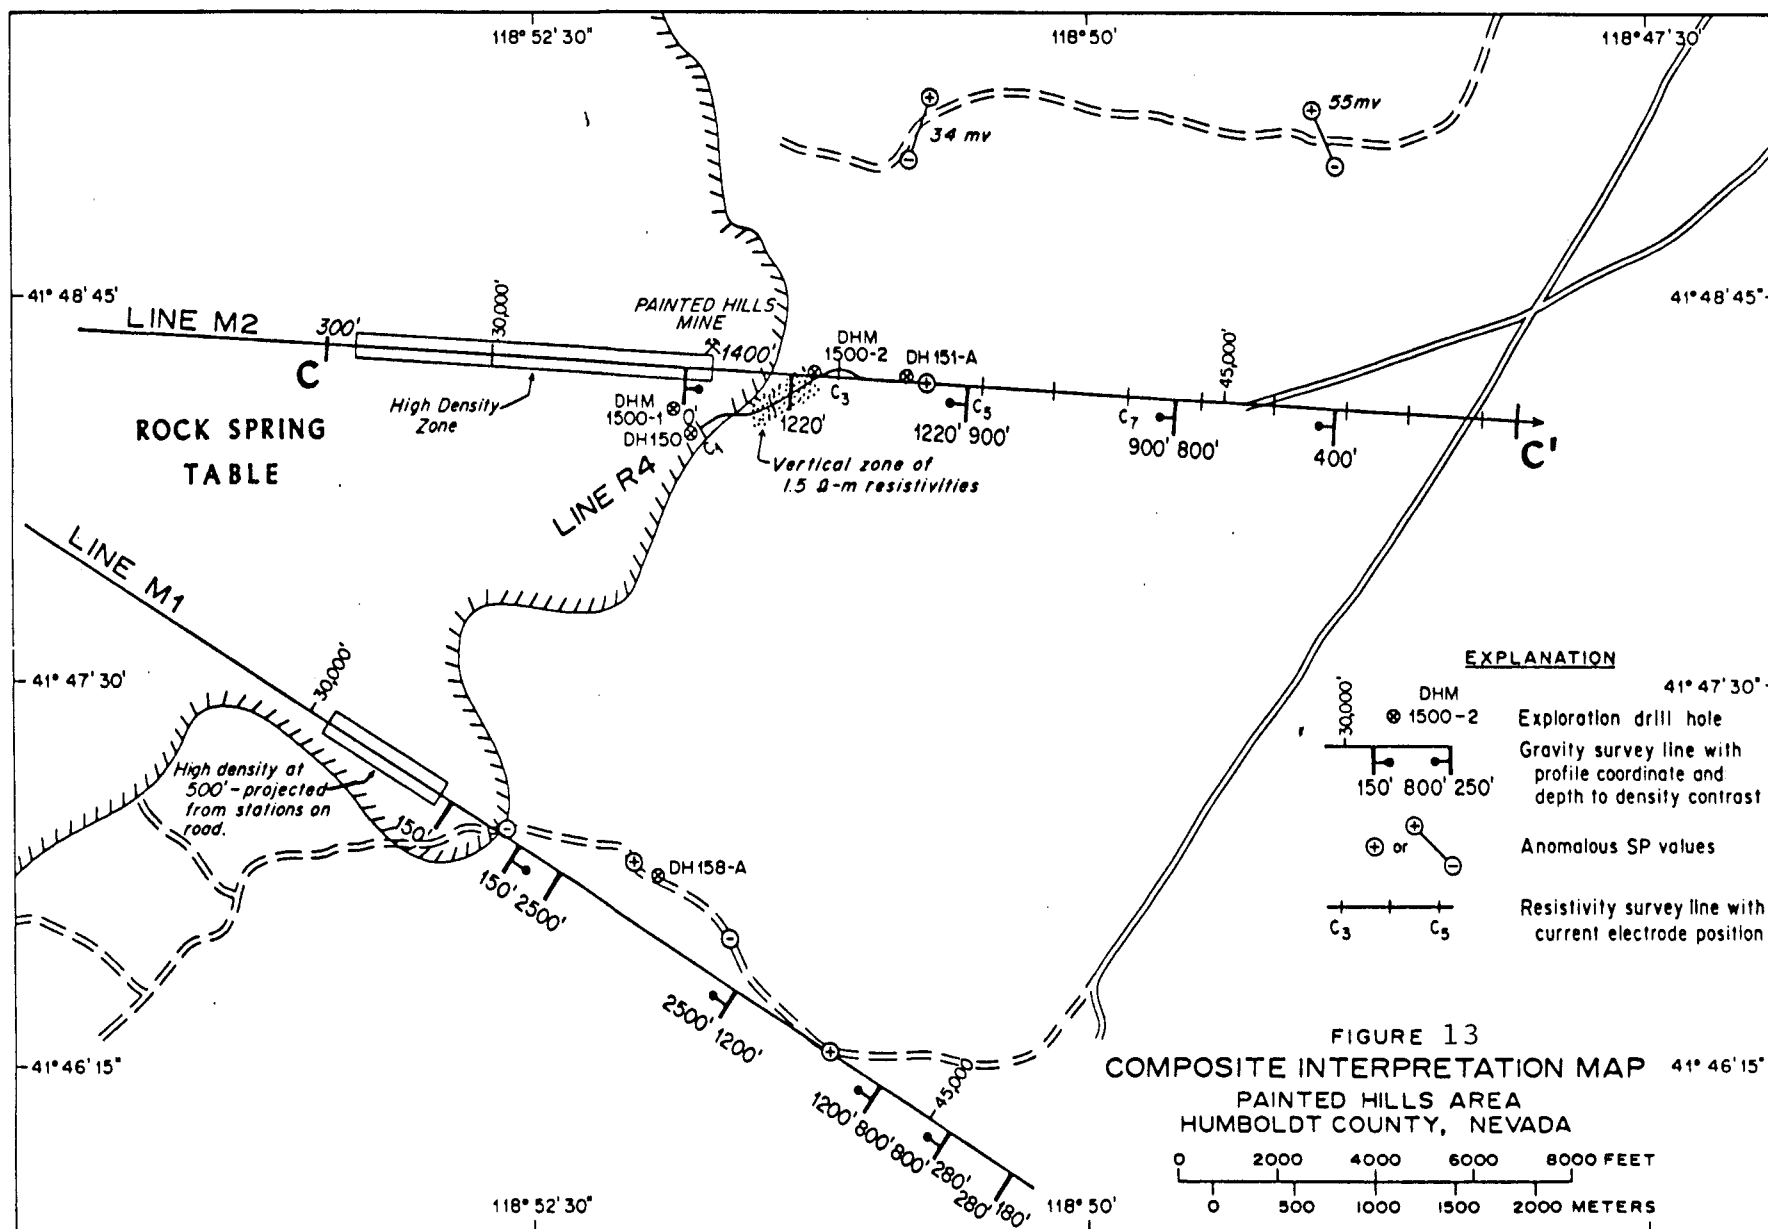 118° 52' 30"
118° 50'
118° 47' 30"
55mv
34 mv
41° 48' 45'
41° 48' 45"
LINE M2
300'
30,000'
PAINTED HILLS
MINE
1400'
DHM
1500-2
DH 151-A
45,000'
C
C3
High Density
Zone
DHM
1500-1
0'
DH150
C1
1220'
1220' 900'
C5
C7
900' 800'
400'
C'
ROCK SPRING
TABLE
LINE R4
Vertical zone of
1.5 Ω-m resistivities
LINE M1
EXPLANATION
41° 47' 30"
41° 47' 30"
30,000'
30,000'
DHM
1500-2
Exploration drill hole
Gravity survey line with
profile coordinate and
depth to density contrast
150' 800' 250'
High density at
500'-projected
from stations on
road.
150'
150' 2500'
DH 158-A
or
Anomalous SP values
Resistivity survey line with
current electrode position
C3
C5
2500' 1200'
41° 46' 15"
45,000
1200' 800' 800' 280' 280' 180'
FIGURE 13
COMPOSITE INTERPRETATION MAP
41° 46' 15"
PAINTED HILLS AREA
HUMBOLDT COUNTY, NEVADA
0 2000 4000 6000 8000 FEET
0 500 1000 1500 2000 METERS
118° 52' 30"
118° 50'